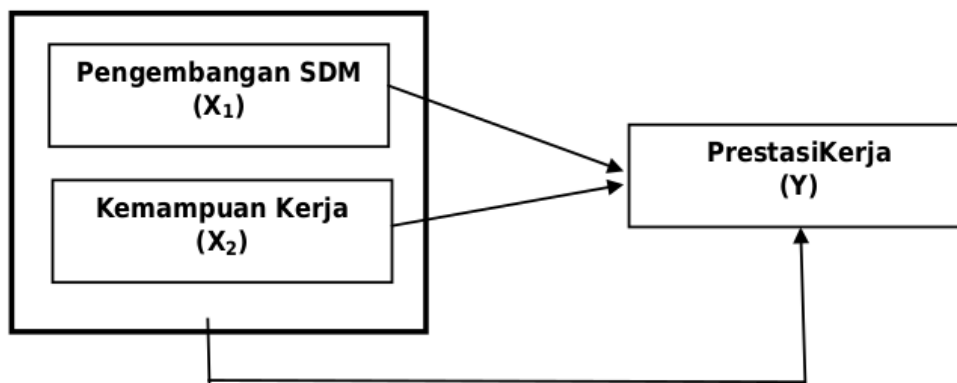 Pengembangan SDM
(X₁)
Kemampuan Kerja
(X₂)
PrestasiKerja
(Y)